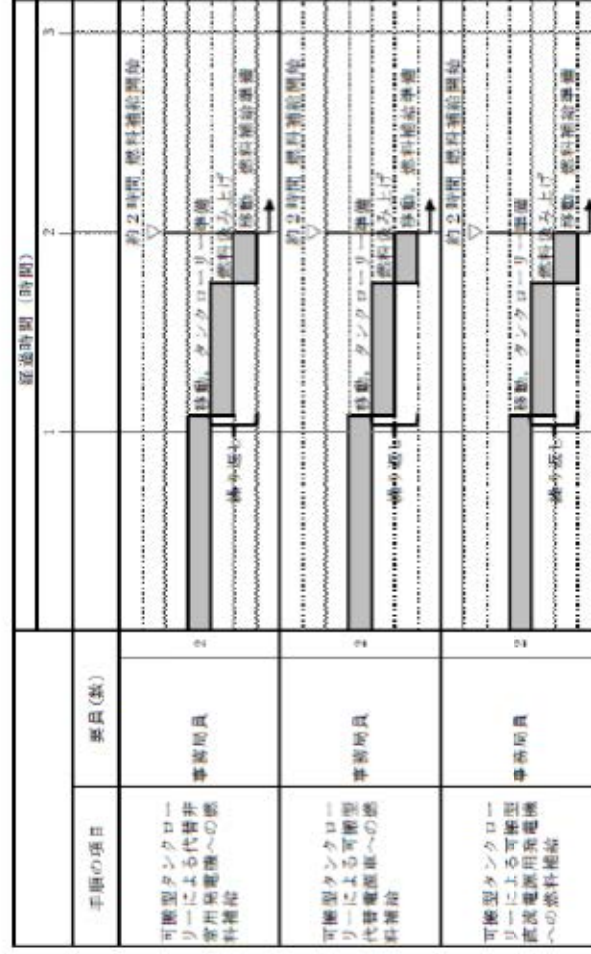 経過時間（時間）
1
2
3
手順の項目
要員(数)
可搬型タンクロー
リーによる代替非
常用発電機への燃
料補給
事務局員
2
約2時間 燃料補給開始
移動，タンクローリー準備
燃料汲み上げ
移動，燃料補給準備
繰り返し
可搬型タンクロー
リーによる可搬型
代替電源車への燃
料補給
事務局員
2
約2時間 燃料補給開始
移動，タンクローリー準備
燃料汲み上げ
移動，燃料補給準備
繰り返し
可搬型タンクロー
リーによる可搬型
直流電源用発電機
への燃料補給
事務局員
2
約2時間 燃料補給開始
移動，タンクローリー準備
燃料汲み上げ
移動，燃料補給準備
繰り返し